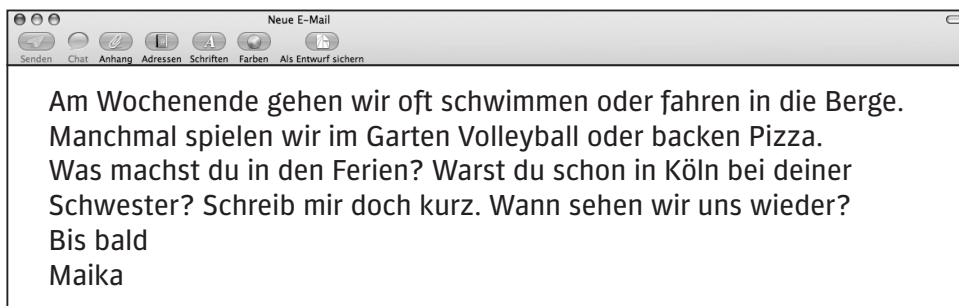 Neue E-Mail
Senden Chat Anhang Adressen Schriften Farben Als Entwurf sichern
Am Wochenende gehen wir oft schwimmen oder fahren in die Berge.
Manchmal spielen wir im Garten Volleyball oder backen Pizza.
Was machst du in den Ferien? Warst du schon in Köln bei deiner
Schwester? Schreib mir doch kurz. Wann sehen wir uns wieder?
Bis bald
Maika